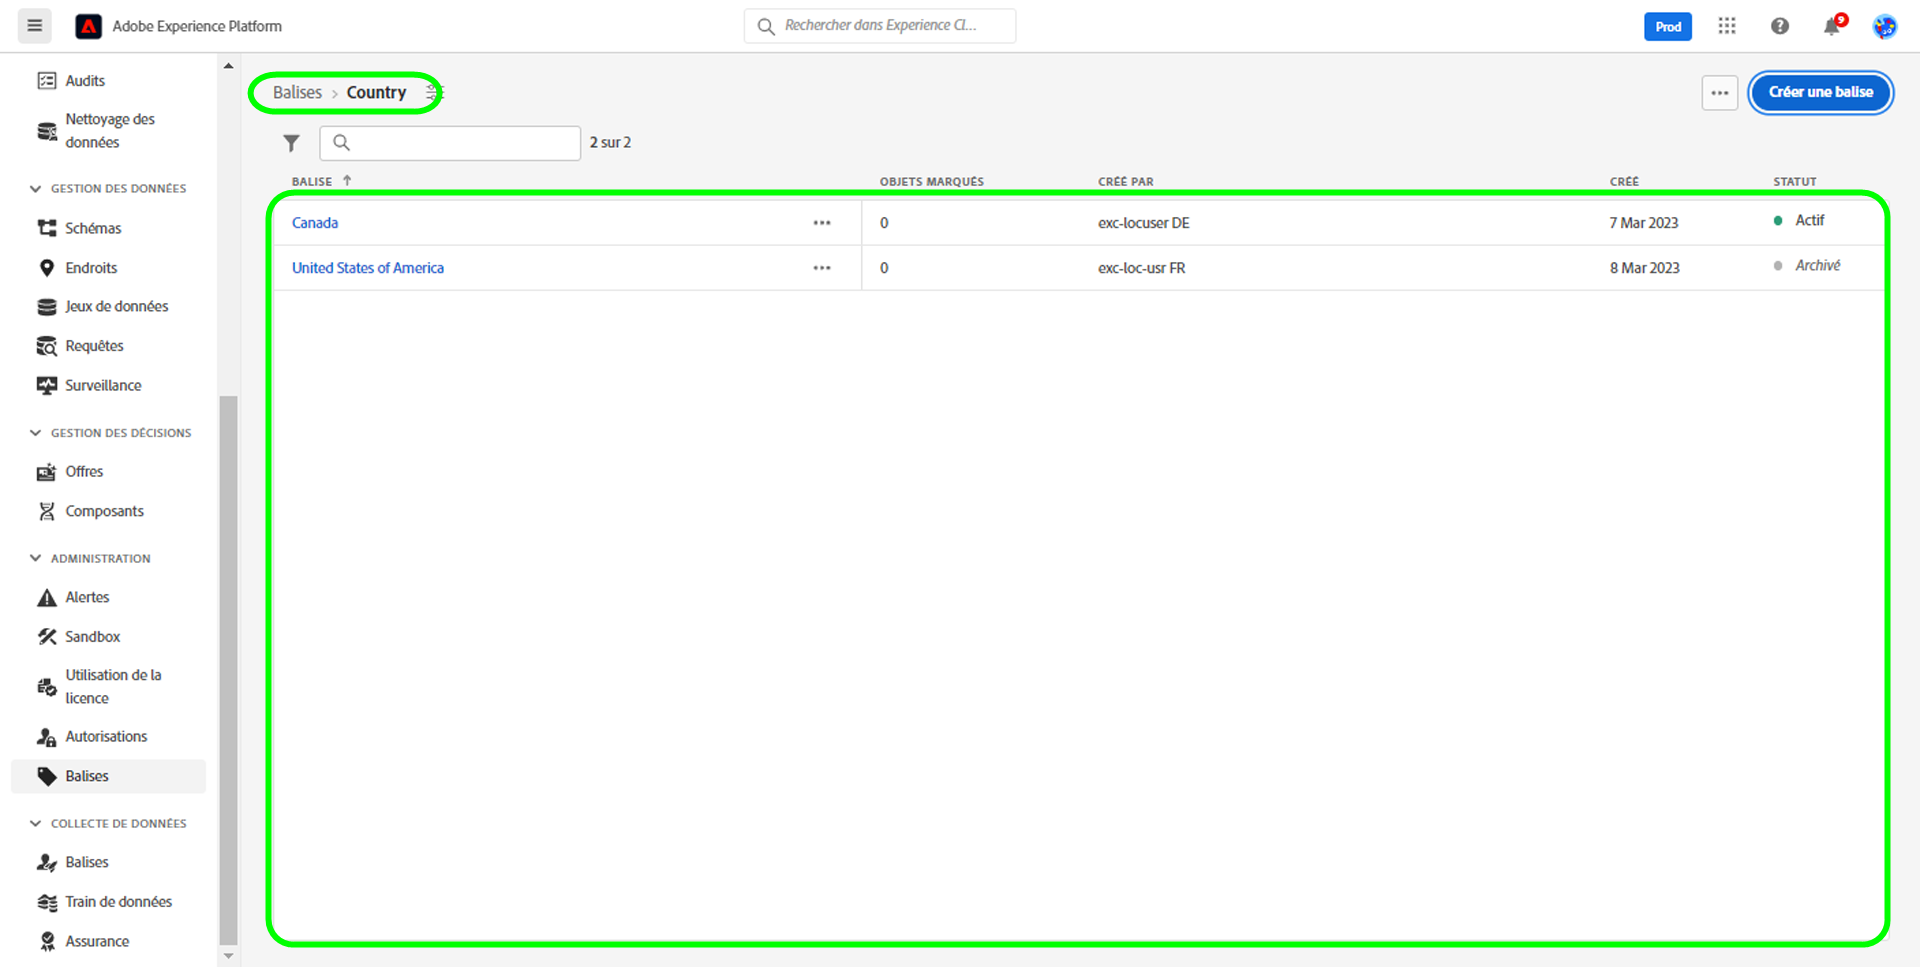 Adobe Experience Platform
Rechercher dans Experience Cl...
Prod
9
Audits
Nettoyage des
données
GESTION DES DONNÉES
Schémas
Endroits
Jeux de données
Requêtes
Surveillance
GESTION DES DÉCISIONS
Offres
Composants
ADMINISTRATION
Alertes
Sandbox
Utilisation de la
licence
Autorisations
Balises
COLLECTE DE DONNÉES
Balises
Train de données
Assurance
Balises > Country
Créer une balise
2 sur 2
BALISE OBJETS MARQUÉS CRÉÉ PAR CRÉÉ STATUT
Canada 0 exc-locuser DE 7 Mar 2023 Actif
United States of America 0 exc-loc-usr FR 8 Mar 2023 Archivé